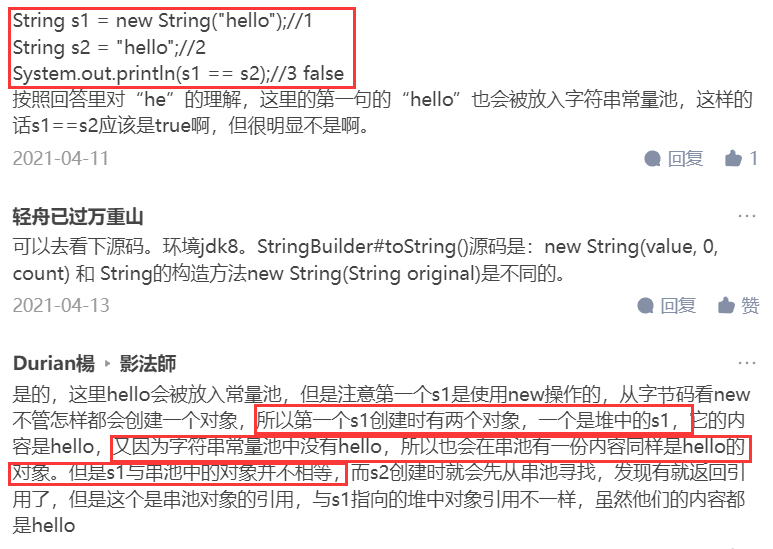 String s1 = new String("hello");//1
String s2 = "hello";//2
System.out.println(s1 == s2);//3 false
按照回答里对“he”的理解，这里的第一句的“hello”也会被放入字符串常量池，这样的
话s1==s2应该是true啊，但很明显不是啊。
2021-04-11 回复 1
轻舟已过万重山 ···
可以去看下源码。环境jdk8。StringBuilder#toString()源码是：new String(value, 0,
count) 和 String的构造方法new String(String original)是不同的。
2021-04-13 回复 赞
Durian楊 ▸ 影法師 ···
是的，这里hello会被放入常量池，但是注意第一个s1是使用new操作的，从字节码看new
不管怎样都会创建一个对象，所以第一个s1创建时有两个对象，一个是堆中的s1，它的内
容是hello，又因为字符串常量池中没有hello，所以也会在串池有一份内容同样是hello的
对象。但是s1与串池中的对象并不相等，而s2创建时就会先从串池寻找，发现有就返回引
用了，但是这个是串池对象的引用，与s1指向的堆中对象引用不一样，虽然他们的内容都
是hello